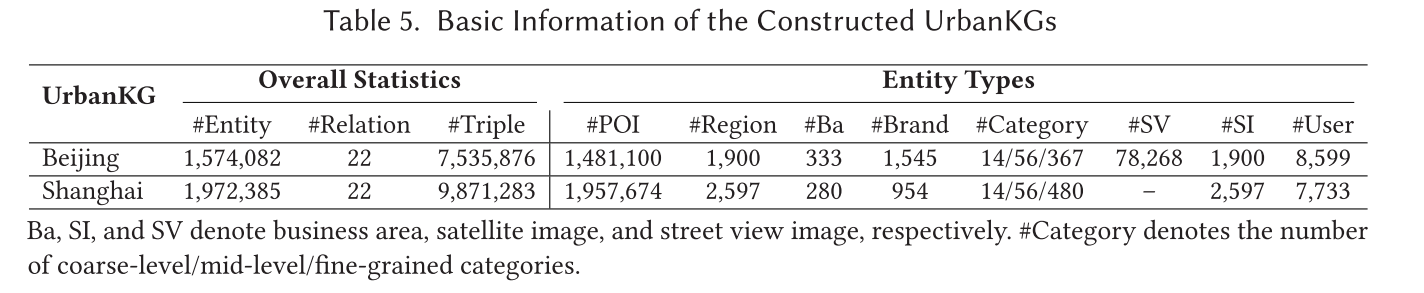 Table 5. Basic Information of the Constructed UrbanKGs
UrbanKG Overall Statistics Entity Types
#Entity #Relation #Triple #POI #Region #Ba #Brand #Category #SV #SI #User
Beijing 1,574,082 22 7,535,876 1,481,100 1,900 333 1,545 14/56/367 78,268 1,900 8,599
Shanghai 1,972,385 22 9,871,283 1,957,674 2,597 280 954 14/56/480 – 2,597 7,733
Ba, SI, and SV denote business area, satellite image, and street view image, respectively. #Category denotes the number
of coarse-level/mid-level/fine-grained categories.